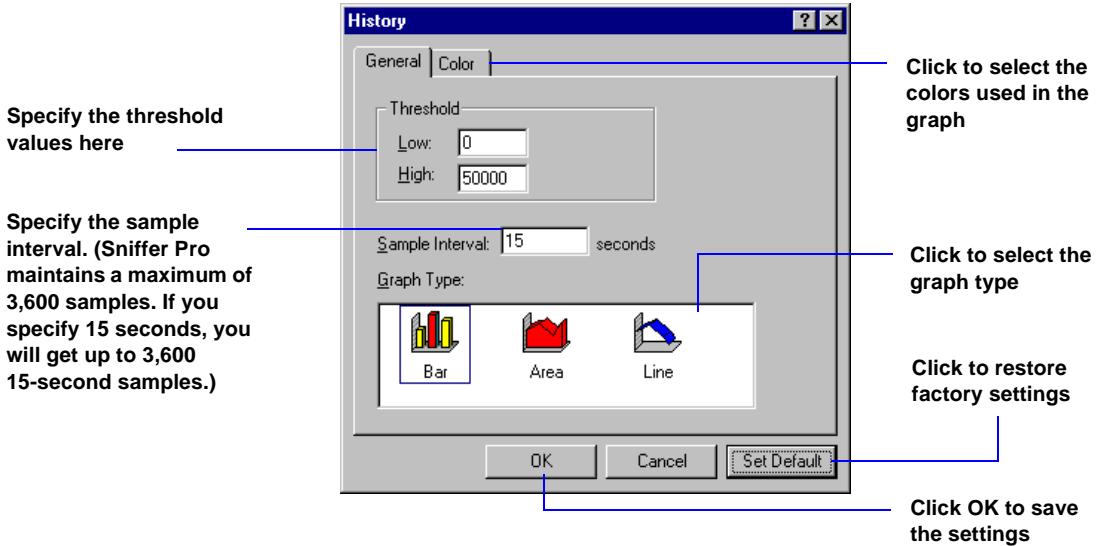 History
General
Color
Click to select the
colors used in the
graph
Specify the threshold
values here
Threshold
Low:
0
High:
50000
Specify the sample
interval. (Sniffer Pro
maintains a maximum of
3,600 samples. If you
specify 15 seconds, you
will get up to 3,600
15-second samples.)
Sample Interval:
15
seconds
Click to select the
graph type
Graph Type:
Bar
Area
Line
Click to restore
factory settings
OK
Cancel
Set Default
Click OK to save
the settings